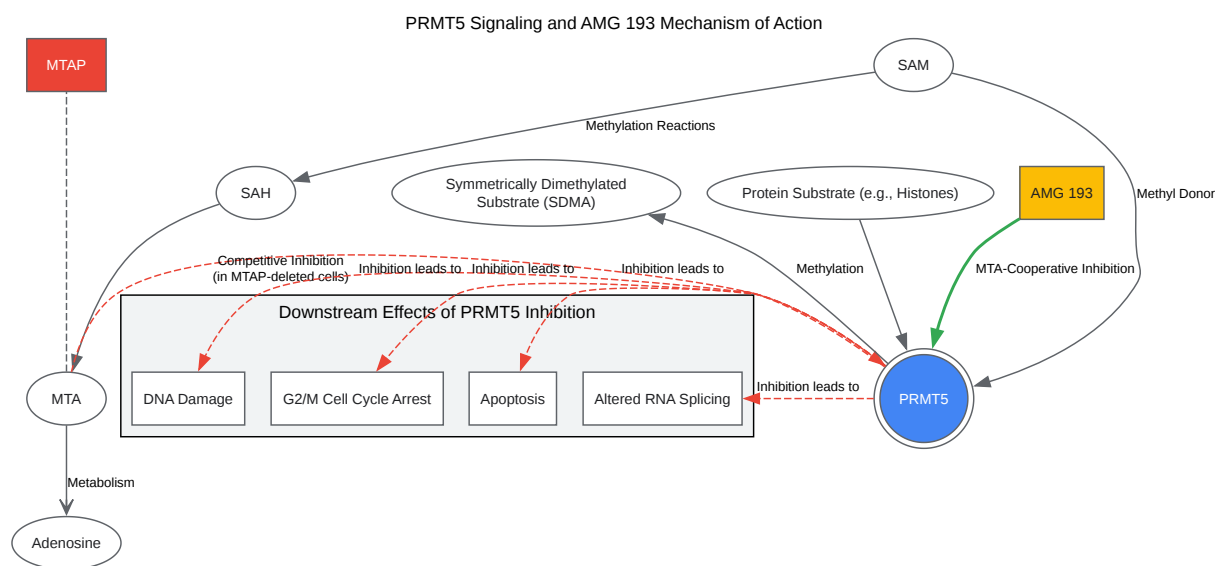 PRMT5 Signaling and AMG 193 Mechanism of Action
MTAP
SAM
Methylation Reactions
SAH
Symmetrically Dimethylated
Substrate (SDMA)
Protein Substrate (e.g., Histones)
AMG 193
Methyl Donor
Competitive Inhibition
(in MTAP-deleted cells)
Inhibition leads to
Inhibition leads to
Inhibition leads to
Methylation
MTA-Cooperative Inhibition
Downstream Effects of PRMT5 Inhibition
MTA
DNA Damage
G2/M Cell Cycle Arrest
Apoptosis
Altered RNA Splicing
Inhibition leads to
PRMT5
Metabolism
Adenosine